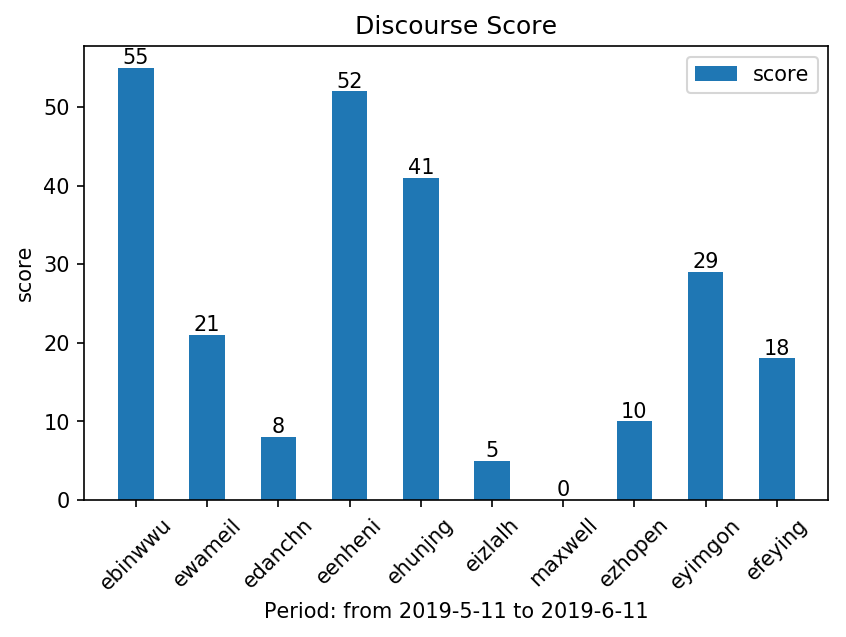 Discourse Score
score
55
21
8
52
41
5
0
10
29
18
50
40
30
20
10
0
score
ebinwwu
ewameil
edanchn
eenheni
ehunjng
eizlalh
maxwell
ezhopen
eyimgon
efeying
Period: from 2019-5-11 to 2019-6-11